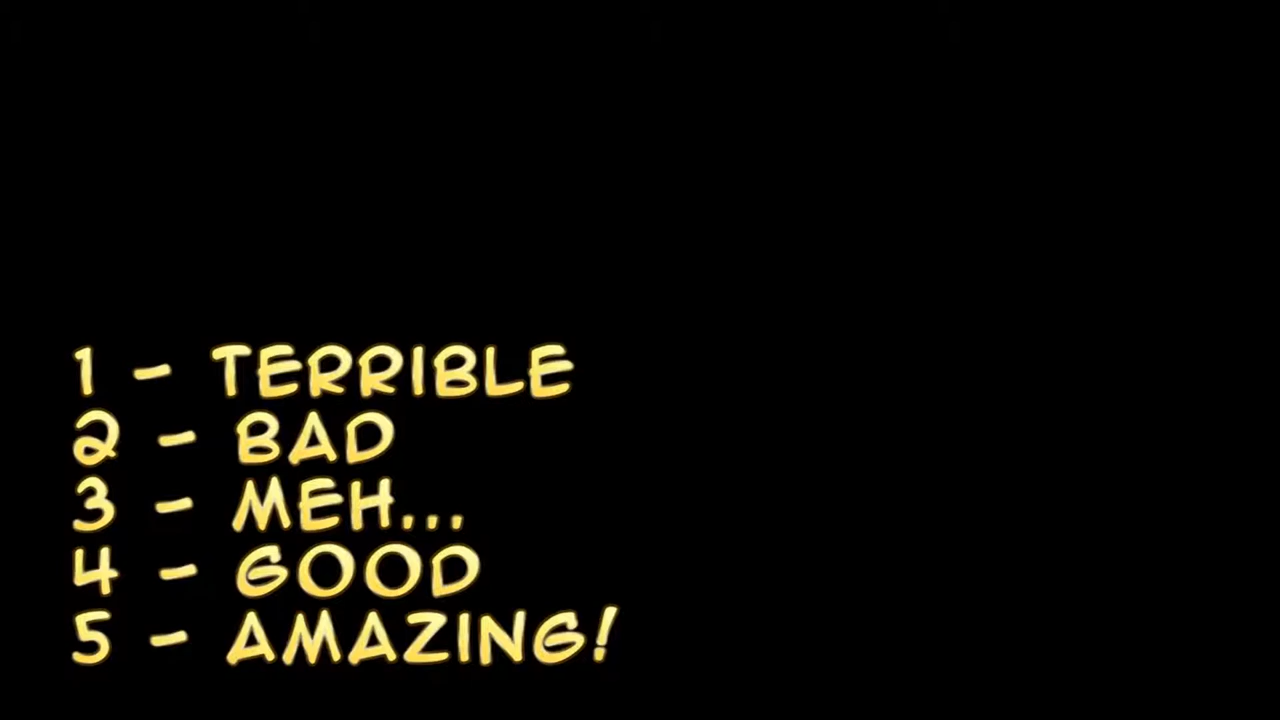 1 - TERRIBLE
2 - BAD
3 - MEH...
4 - GOOD
5 - AMAZING!